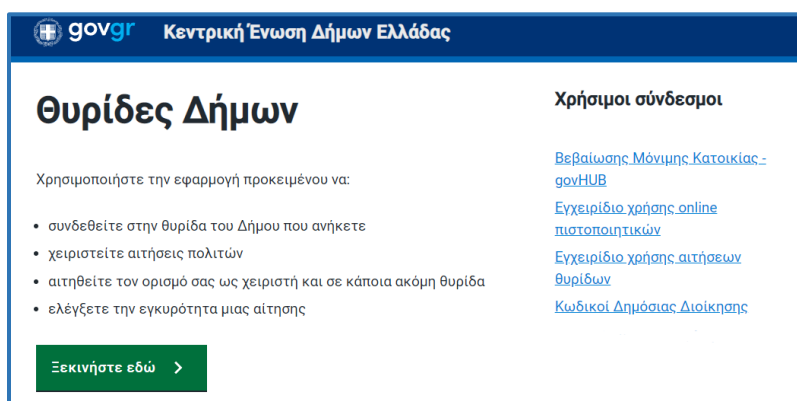 govgr Κεντρική Ένωση Δήμων Ελλάδας
Θυρίδες Δήμων
Χρησιμοποιήστε την εφαρμογή προκειμένου να:
• συνδεθείτε στην θυρίδα του Δήμου που ανήκετε
• χειριστείτε αιτήσεις πολιτών
• αιτηθείτε τον ορισμό σας ως χειριστή και σε κάποια ακόμη θυρίδα
• ελέγξετε την εγκυρότητα μιας αίτησης
Ξεκινήστε εδώ
Χρήσιμοι σύνδεσμοι
Βεβαίωσης Μόνιμης Κατοικίας -
govHUB
Εγχειρίδιο χρήσης online
πιστοποιητικών
Εγχειρίδιο χρήσης αιτήσεων
θυρίδων
Κωδικοί Δημόσιας Διοίκησης